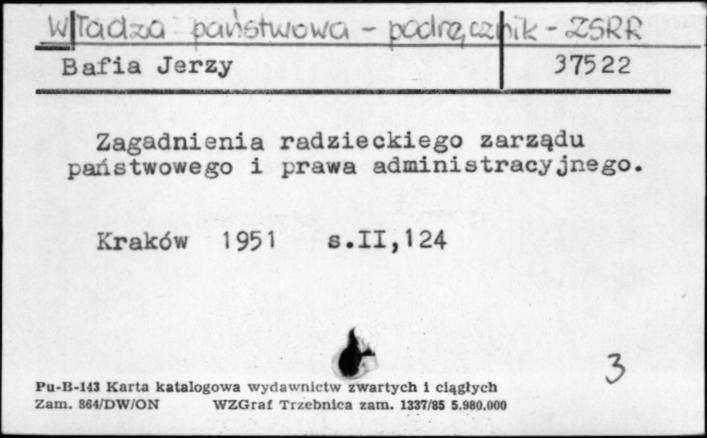 Władza państwowa - podręcznik - ZSRR
Bafia Jerzy 37522
Zagadnienia radzieckiego zarządu
państwowego i prawa administracyjnego.
Kraków 1951 s.II,124
3
Pu-B-143 Karta katalogowa wydawnictw zwartych i ciągłych
Zam. 864/DW/ON WZGraf Trzebnica zam. 1337/85 5.980.000